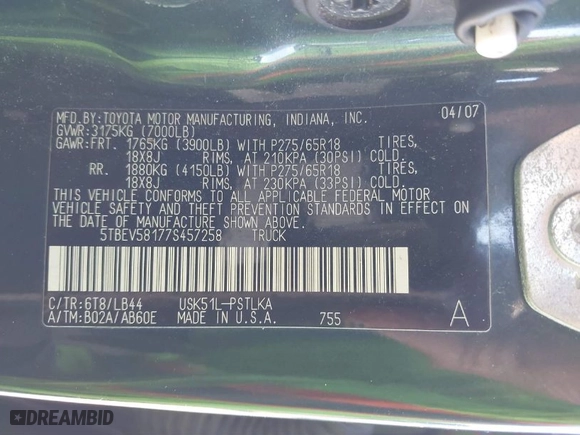 MFD.BY:TOYOTA MOTOR MANUFACTURING, INDIANA, INC. 04/07
GVWR:3175KG (7000LB)
GAWR:FRT. 1765KG (3900LB) WITH P275/65R18 TIRES,
18X8J RIMS, AT 210KPA (30PSI) COLD.
RR. 1880KG (4150LB) WITH P275/65R18 TIRES,
18X8J RIMS, AT 230KPA (33PSI) COLD.
THIS VEHICLE CONFORMS TO ALL APPLICABLE FEDERAL MOTOR
VEHICLE SAFETY AND THEFT PREVENTION STANDARDS IN EFFECT ON
THE DATE OF MANUFACTURE SHOWN ABOVE.
5TBEV58177S457258 TRUCK
C/TR:6T8/LB44 USK51L-PSTLKA
A/TM:B02A/AB60E MADE IN U.S.A. 755 A
DREAMBID